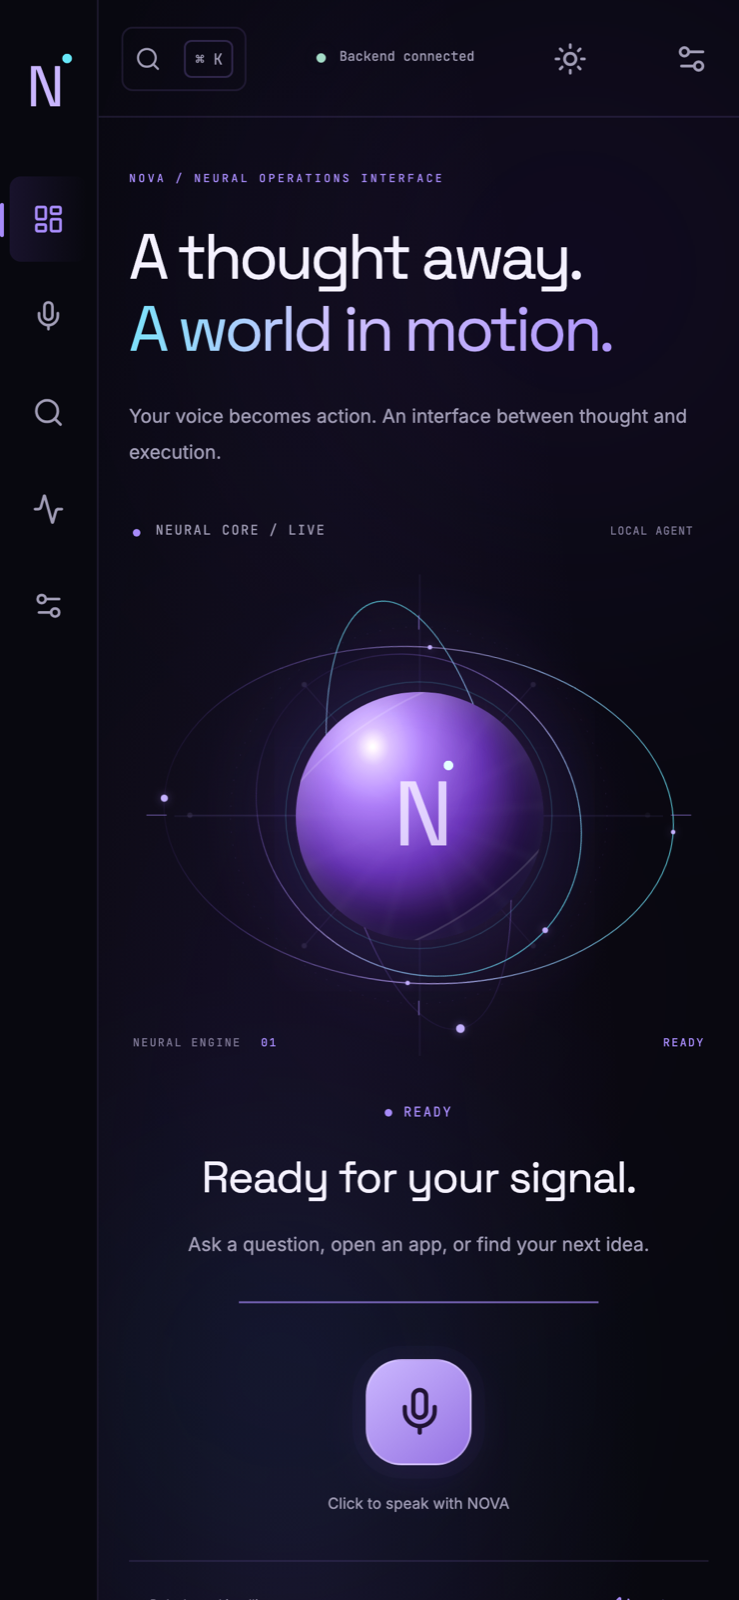 N
⌘ K
Backend connected
NOVA / NEURAL OPERATIONS INTERFACE
A thought away.
A world in motion.
Your voice becomes action. An interface between thought and
execution.
NEURAL CORE / LIVE
LOCAL AGENT
N
NEURAL ENGINE 01
READY
READY
Ready for your signal.
Ask a question, open an app, or find your next idea.
Click to speak with NOVA